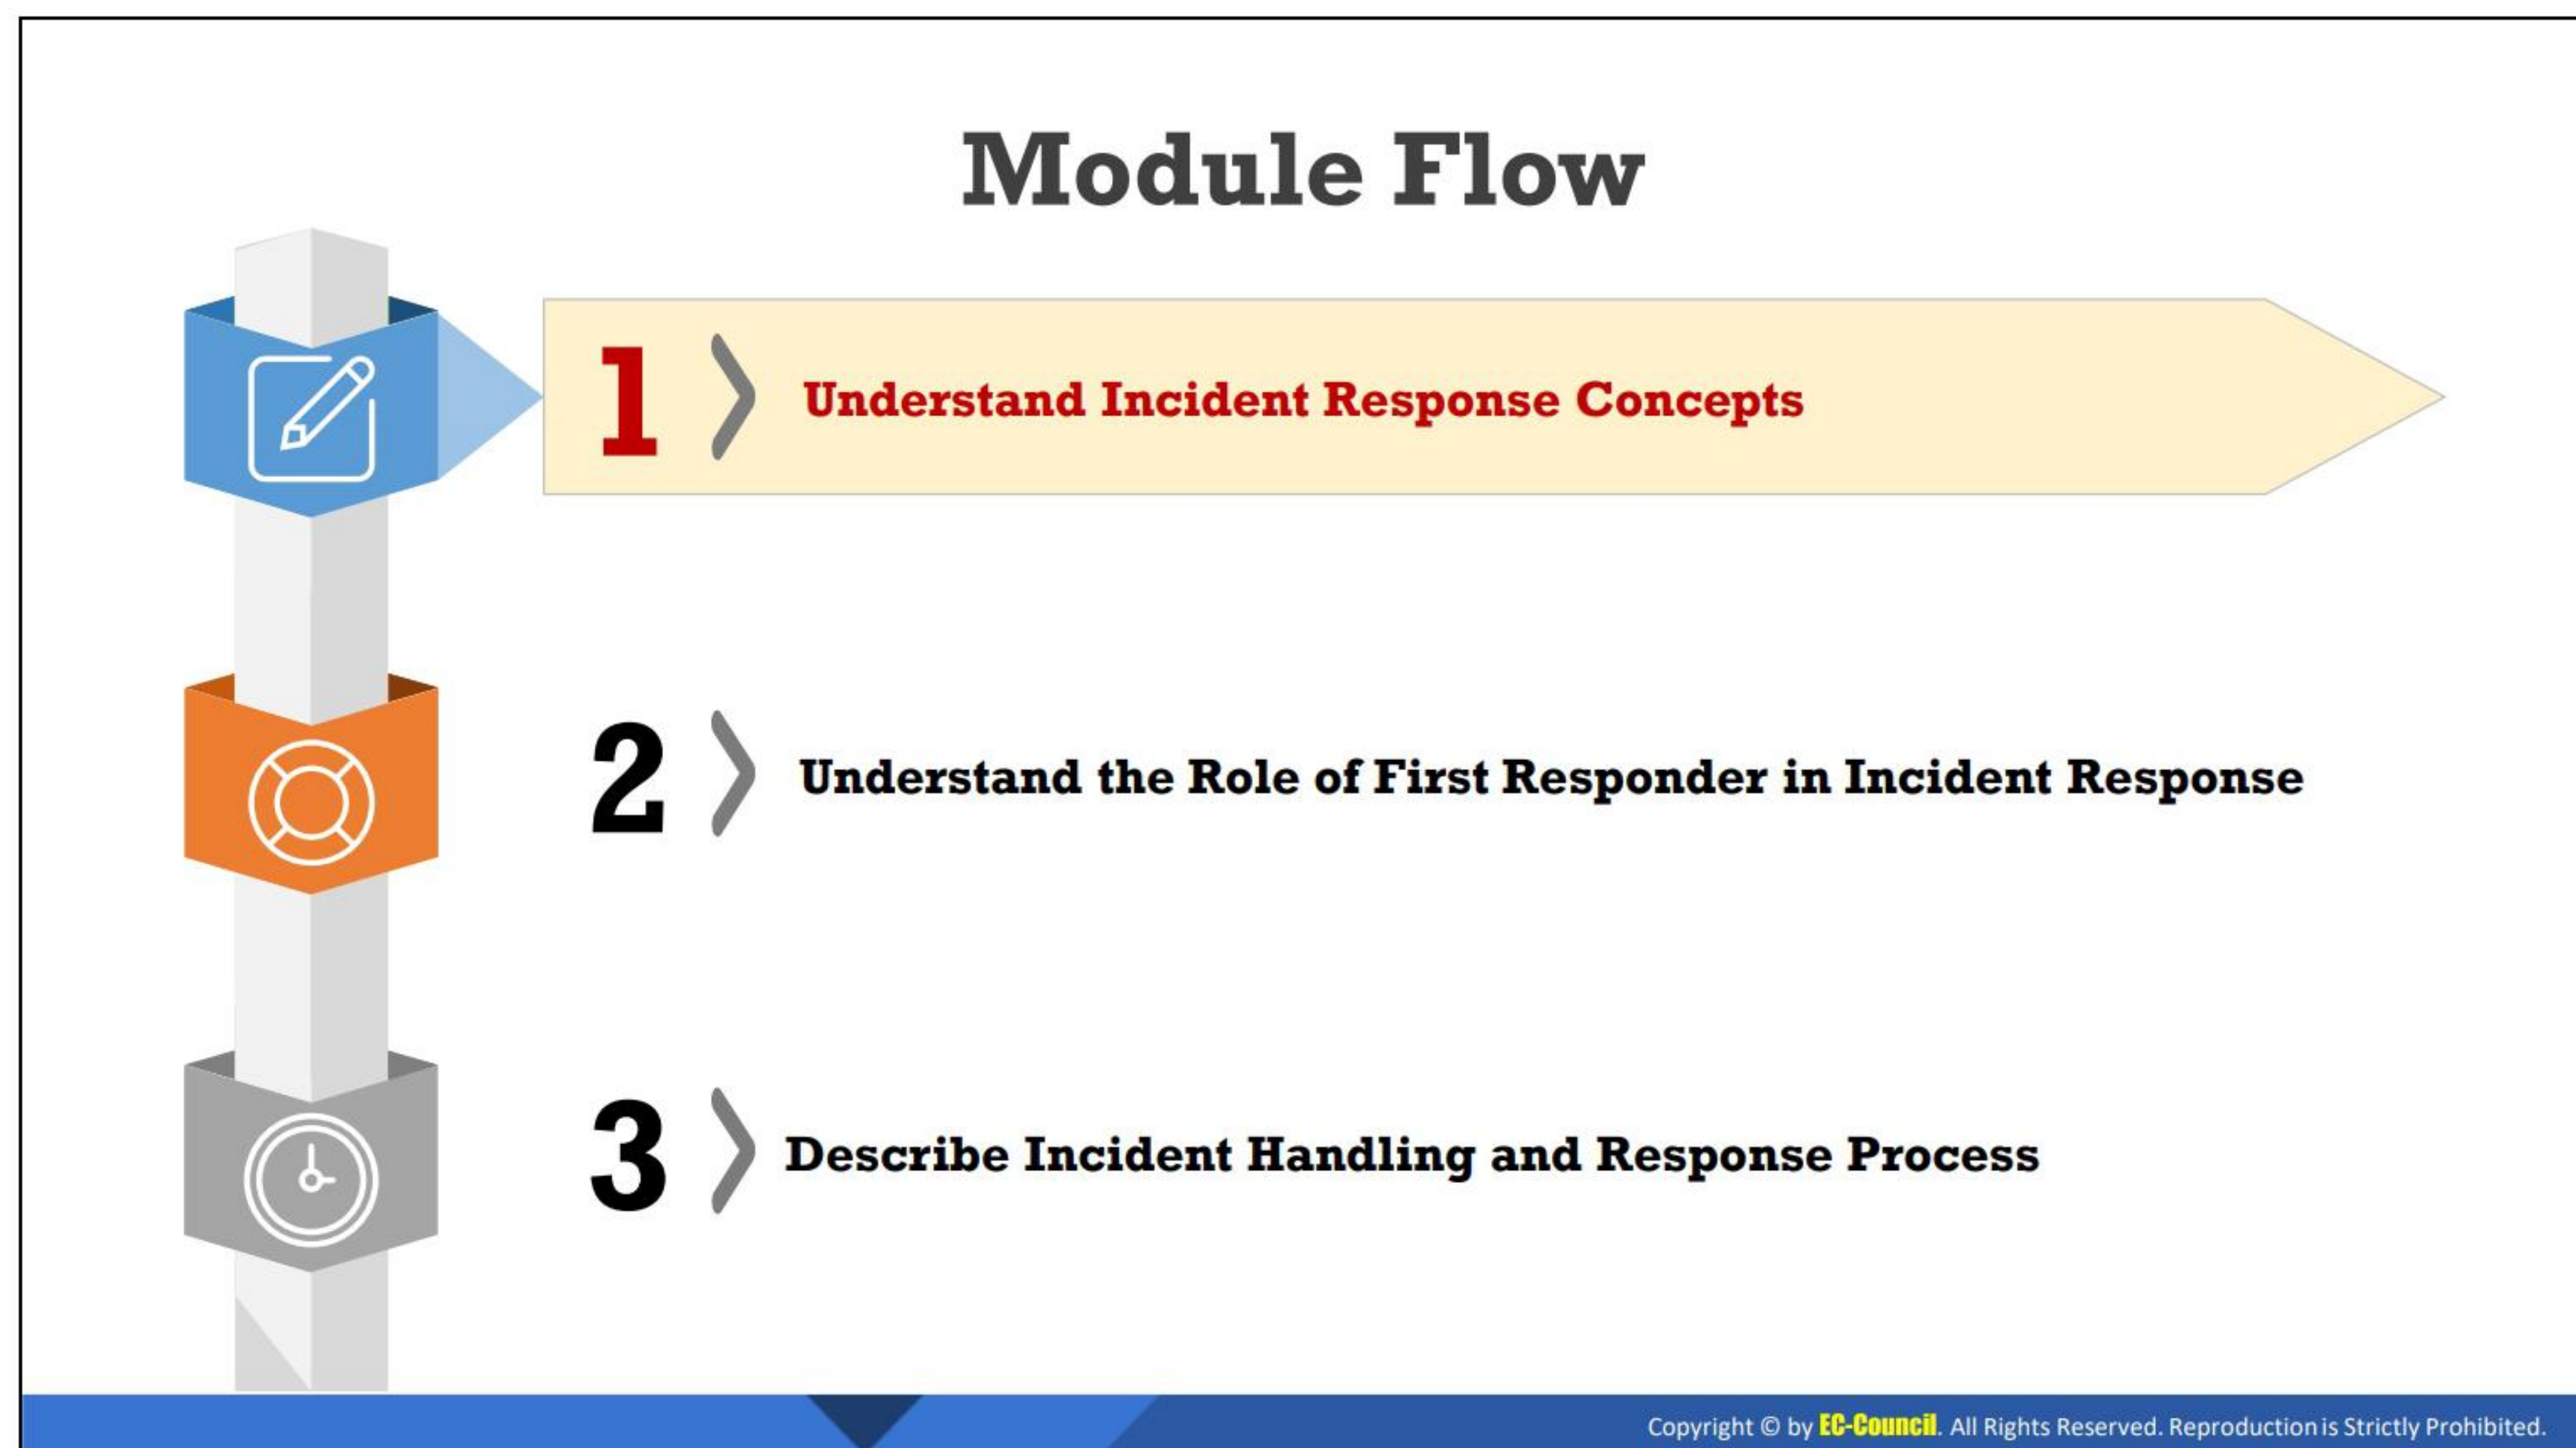 Module Flow
1 Understand Incident Response Concepts
2 Understand the Role of First Responder in Incident Response
3 Describe Incident Handling and Response Process
Copyright © by EC-Council. All Rights Reserved. Reproduction is Strictly Prohibited.